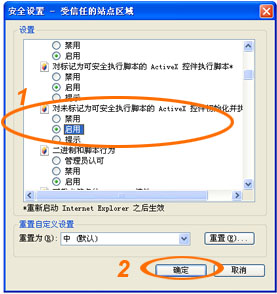 安全设置 - 受信任的站点区域
设置
禁用
启用
对标记为可安全执行脚本的 ActiveX 控件执行脚本*
禁用
启用
提示
对未标记为可安全执行脚本的 ActiveX 控件初始化并执
禁用
启用
提示
二进制和脚本行为
管理员认可
禁用
启用
*重新启动 Internet Explorer 之后生效
重置自定义设置
重置为(R): 中 (默认) 重置(E)...
确定 取消
1
2